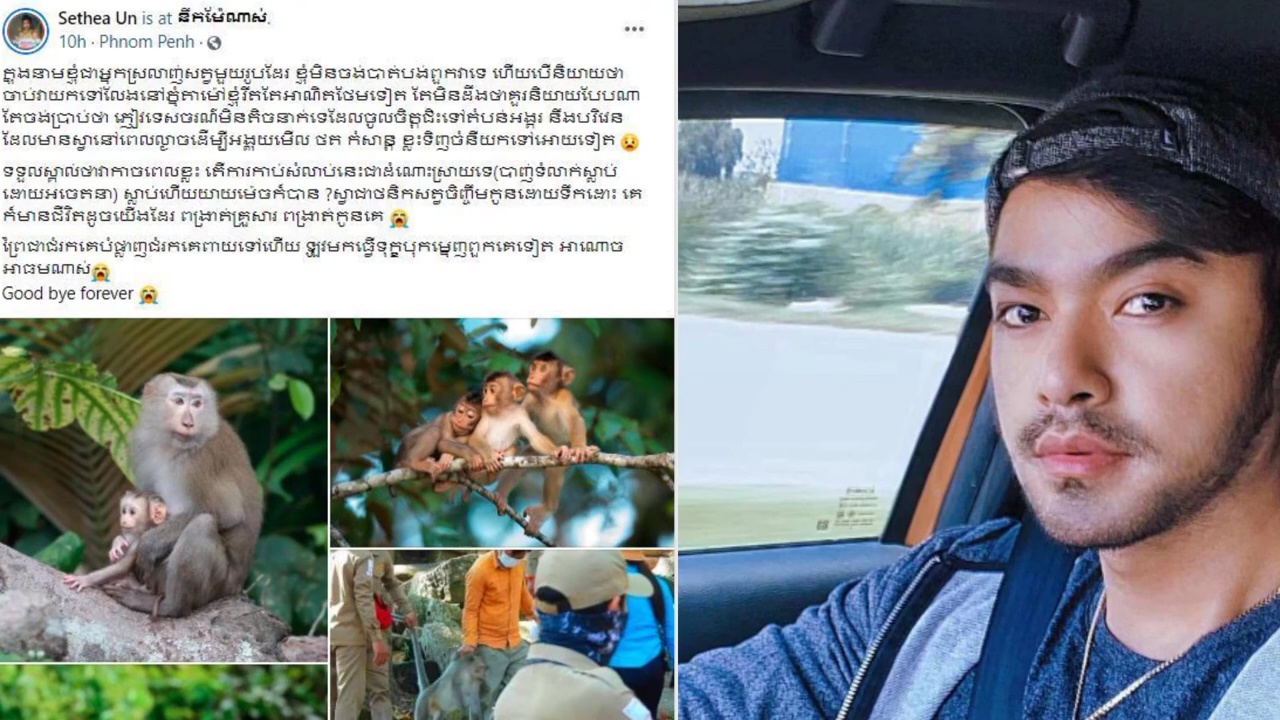 Sethea Un is at នឹកម៉ែណាស់.
10h · Phnom Penh ·
ក្នុងនាមខ្ញុំជាអ្នកស្រលាញ់សត្វមួយរូបដែរ ខ្ញុំមិនចង់បាត់បង់ពួកវាទេ ហើយបើនិយាយថា
ចាប់វាយកទៅលែងនៅភ្នំតាម៉ៅខ្ញុំរឹតតែអាណិតថែមទៀត តែមិនដឹងថាគួរនិយាយបែបណា
តែចង់ប្រាប់ថា ភ្ញៀវទេសចរណ៍មិនតិចនាក់ទេដែលចូលចិត្តជិះទៅតំបន់អង្គរ នឹងបរិវេន
ដែលមានស្វានៅពេលល្ងាចដើម្បីអង្គុយមើល ថត កំសាន្ត ខ្លះទិញចំនីយកទៅអោយទៀត
ទទួលស្គាល់ថាវាកាចពេលខ្លះ តើការកាប់សំលាប់នេះជាដំណោះស្រាយទេ(បាញ់ទំលាក់ស្លាប់
ដោយអចេតនា) ស្លាប់ហើយយាយម៉េចក៏បាន ?ស្វាជាថនិកសត្វចិញ្ចឹមកូនដោយទឹកដោះ គេ
ក៏មានជីវិតដូចយើងដែរ ពង្រាត់គ្រួសារ ពង្រាត់កូនគេ
ព្រៃជាជំរកគេបំផ្លាញជំរកគេពាយទៅហើយ ឡូវមកធ្វើទុក្ខបុកម្នេញពួកគេទៀត អាណោច
អាធមណាស់
Good bye forever